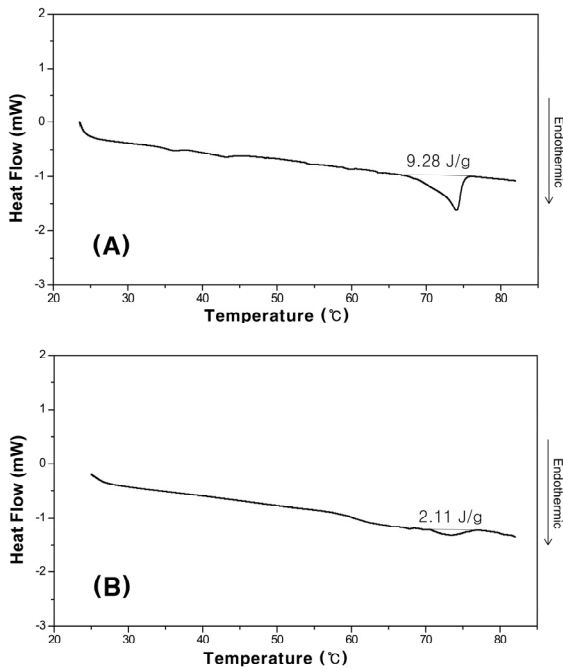 2
1
0
-1
-2
-3
Heat Flow (mW)
9.28 J/g
(A)
Endothermic
20 30 40 50 60 70 80
Temperature (℃)
2
1
0
-1
-2
-3
Heat Flow (mW)
2.11 J/g
(B)
Endothermic
20 30 40 50 60 70 80
Temperature (℃)